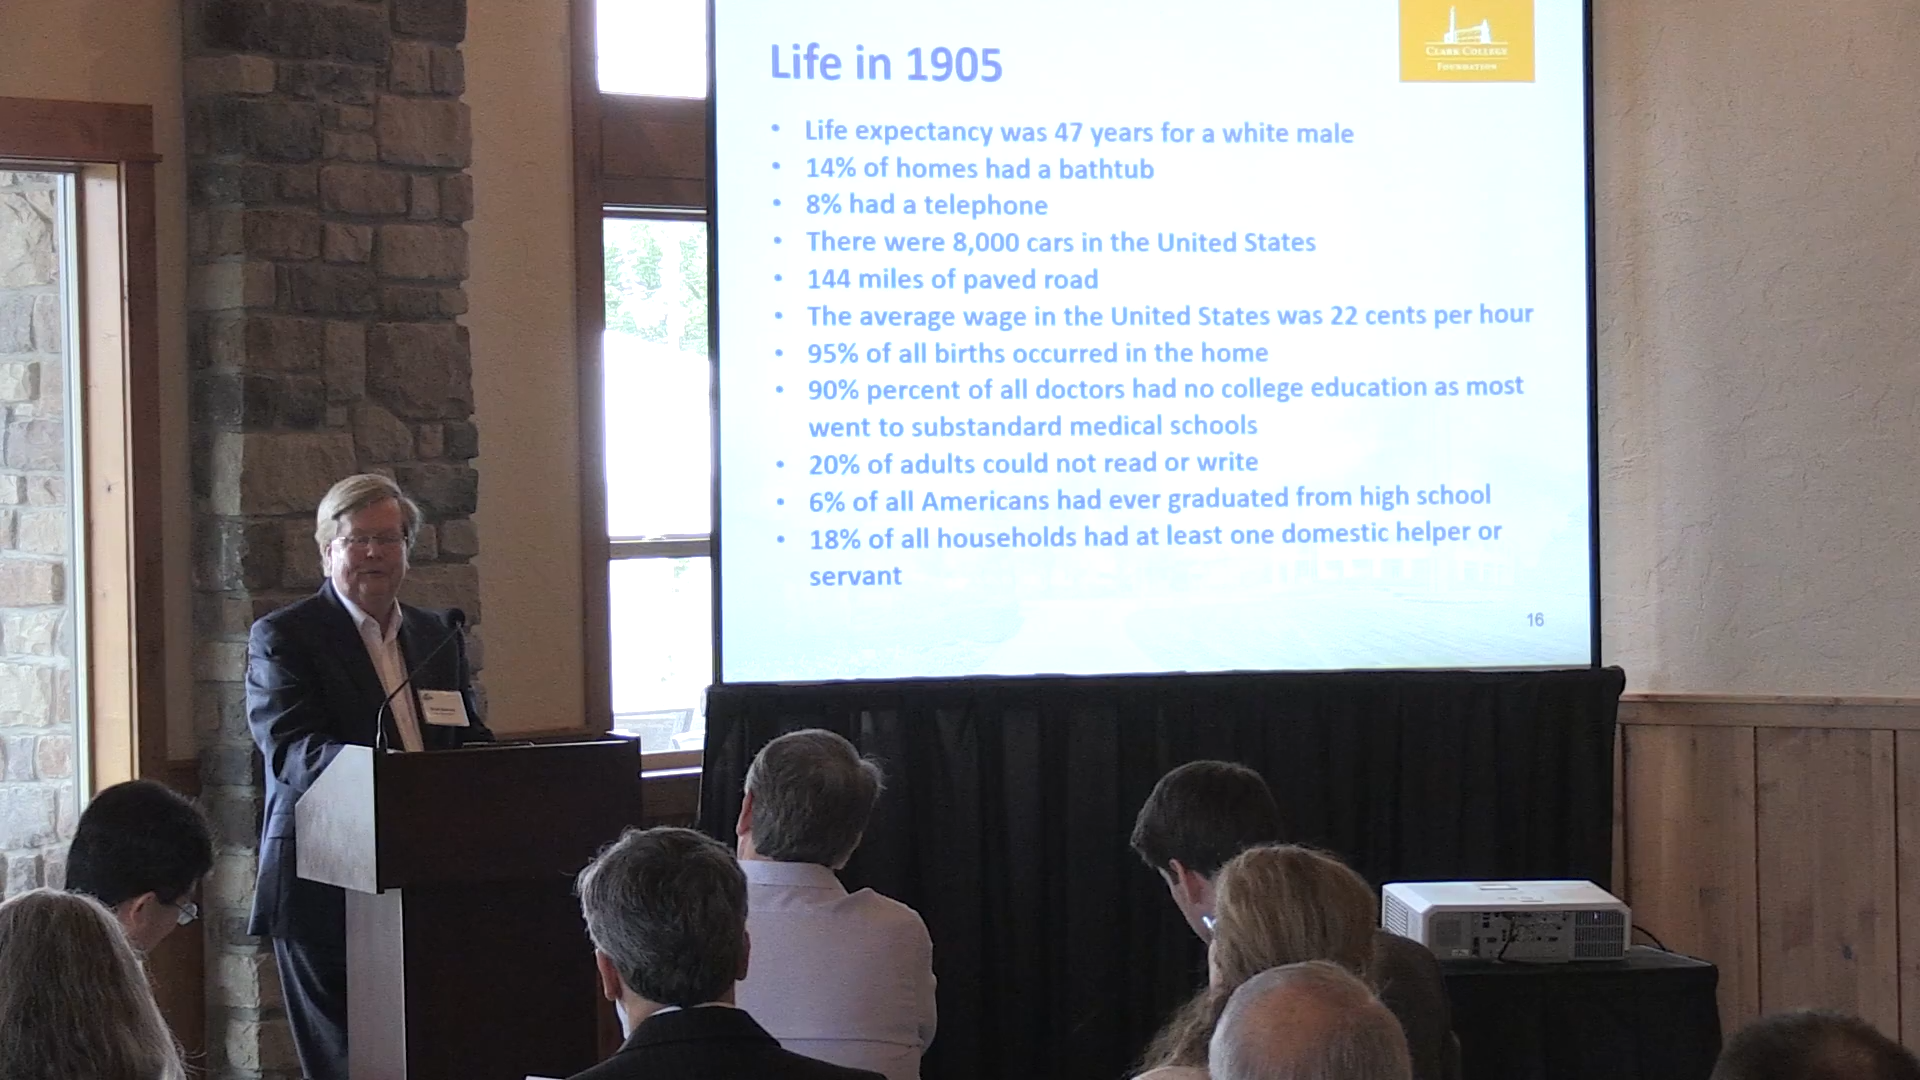 CLARK COLLEGE
FOUNDATION
Life in 1905
• Life expectancy was 47 years for a white male
• 14% of homes had a bathtub
• 8% had a telephone
• There were 8,000 cars in the United States
• 144 miles of paved road
• The average wage in the United States was 22 cents per hour
• 95% of all births occurred in the home
• 90% percent of all doctors had no college education as most
went to substandard medical schools
• 20% of adults could not read or write
• 6% of all Americans had ever graduated from high school
• 18% of all households had at least one domestic helper or
servant
16